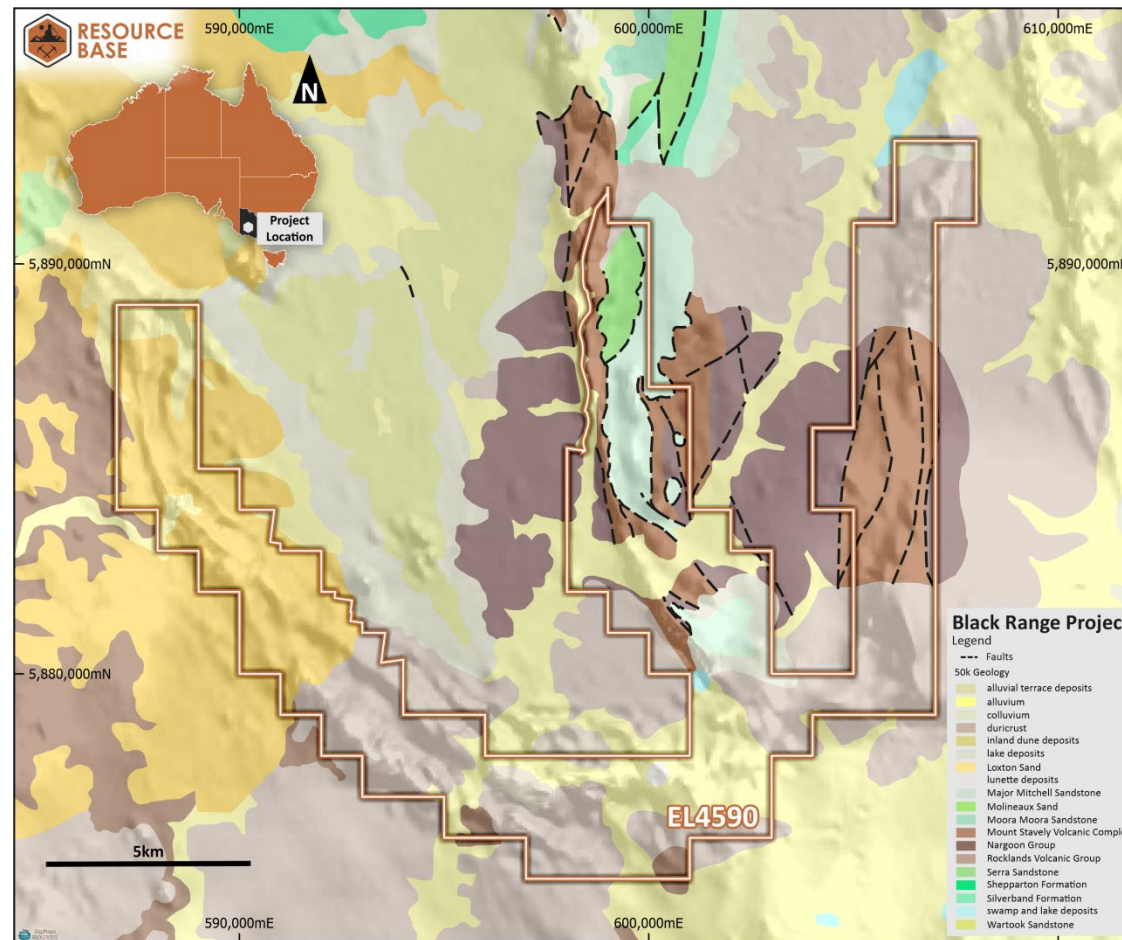 RESOURCE
BASE
590,000mE
600,000mE
610,000mE
N
Project
Location
5,890,000mN
5,890,000mN
5,880,000mN
EL4590
5km
590,000mE
600,000mE
Black Range Projec
Legend
Faults
50k Geology
alluvial terrace deposits
alluvium
colluvium
duricrust
inland dune deposits
lake deposits
Loxton Sand
lunette deposits
Major Mitchell Sandstone
Molineaux Sand
Moora Moora Sandstone
Mount Stavely Volcanic Comple
Nargoon Group
Rocklands Volcanic Group
Serra Sandstone
Shepparton Formation
Silverband Formation
swamp and lake deposits
Wartook Sandstone